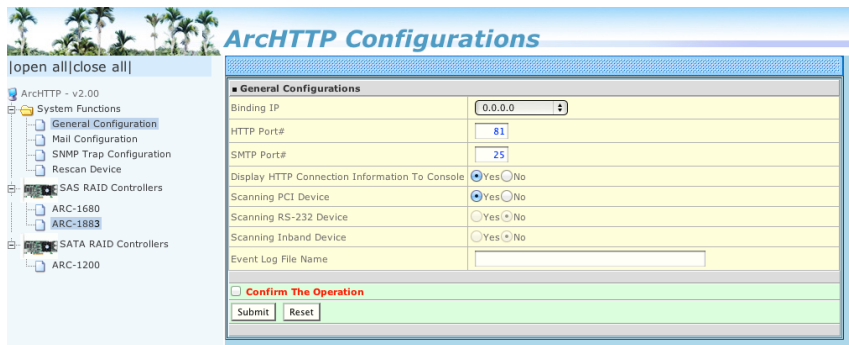 ArcHTTP Configurations
|open all|close all|
ArcHTTP - v2.00
System Functions
General Configuration
Mail Configuration
SNMP Trap Configuration
Rescan Device
SAS RAID Controllers
ARC-1680
ARC-1883
SATA RAID Controllers
ARC-1200
General Configurations
Binding IP 0.0.0.0
HTTP Port# 81
SMTP Port# 25
Display HTTP Connection Information To Console Yes No
Scanning PCI Device Yes No
Scanning RS-232 Device Yes No
Scanning Inband Device Yes No
Event Log File Name
Confirm The Operation
Submit Reset